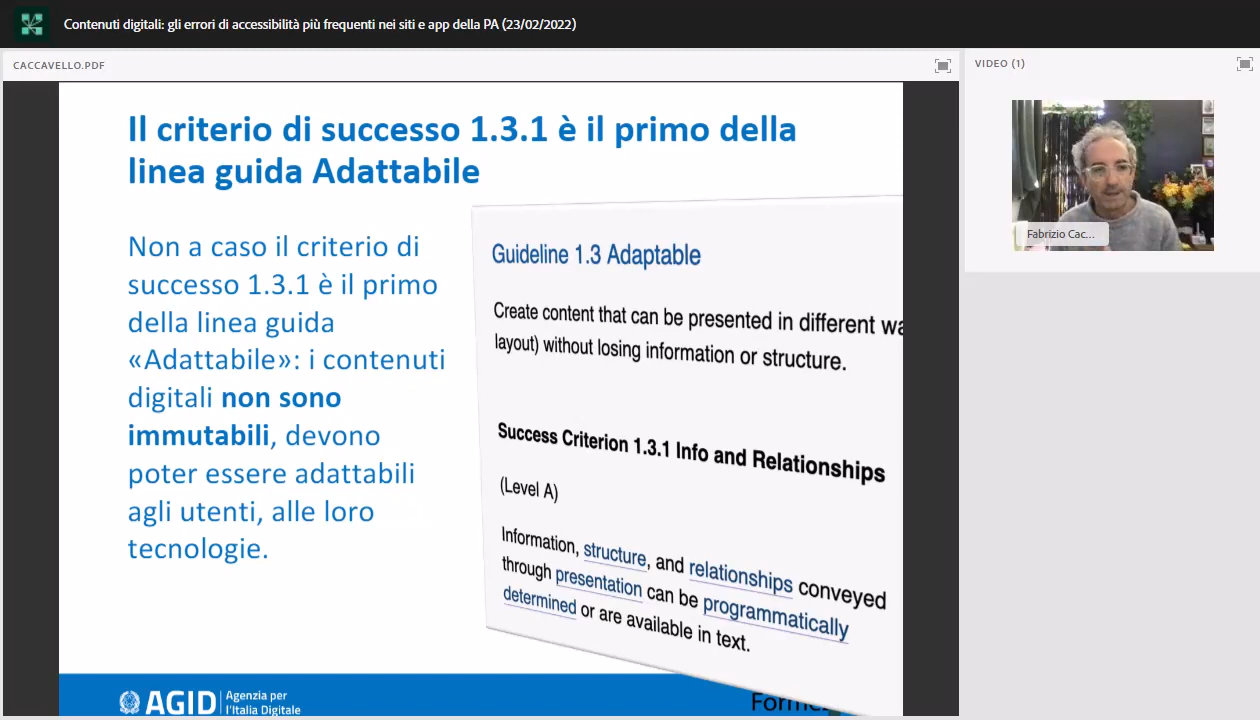 Contenuti digitali: gli errori di accessibilità più frequenti nei siti e app della PA (23/02/2022)
CACCAVELLO.PDF
VIDEO (1)
Il criterio di successo 1.3.1 è il primo della
linea guida Adattabile
Non a caso il criterio di
successo 1.3.1 è il primo
della linea guida
«Adattabile»: i contenuti
digitali non sono
immutabili, devono
poter essere adattabili
agli utenti, alle loro
tecnologie.
Guideline 1.3 Adaptable
Create content that can be presented in different
layout) without losing information or structure.
Success Criterion 1.3.1 Info and Relationships
(Level A)
Information, structure, and relationships conveyed
through presentation can be programmatically
determined or are available in text.
AGID
Agenzia per
l'Italia Digitale
Fabrizio Cac...